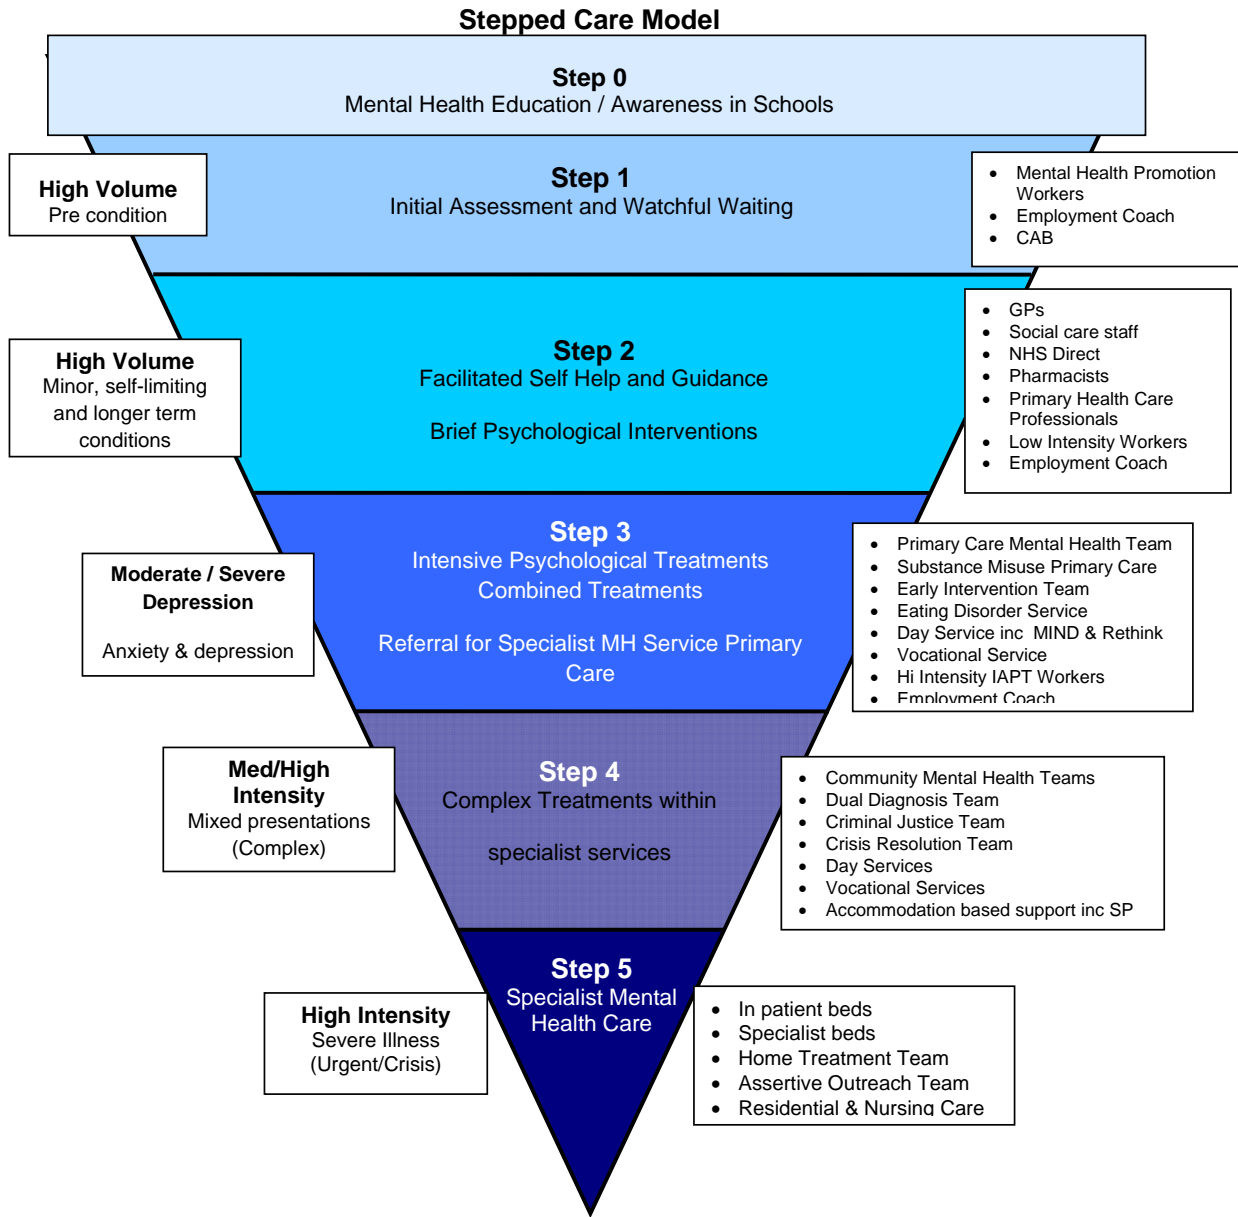 Stepped Care Model
Step 0
Mental Health Education / Awareness in Schools
High Volume
Pre condition
Step 1
Initial Assessment and Watchful Waiting
• Mental Health Promotion
Workers
• Employment Coach
• CAB
High Volume
Minor, self-limiting
and longer term
conditions
Step 2
Facilitated Self Help and Guidance
Brief Psychological Interventions
• GPs
• Social care staff
• NHS Direct
• Pharmacists
• Primary Health Care
Professionals
• Low Intensity Workers
• Employment Coach
Moderate / Severe
Depression
Anxiety & depression
Step 3
Intensive Psychological Treatments
Combined Treatments
Referral for Specialist MH Service Primary
Care
• Primary Care Mental Health Team
• Substance Misuse Primary Care
• Early Intervention Team
• Eating Disorder Service
• Day Service inc  MIND & Rethink
• Vocational Service
• Hi Intensity IAPT Workers
• Employment Coach
Med/High
Intensity
Mixed presentations
(Complex)
Step 4
Complex Treatments within
specialist services
• Community Mental Health Teams
• Dual Diagnosis Team
• Criminal Justice Team
• Crisis Resolution Team
• Day Services
• Vocational Services
• Accommodation based support inc SP
High Intensity
Severe Illness
(Urgent/Crisis)
Step 5
Specialist Mental
Health Care
• In patient beds
• Specialist beds
• Home Treatment Team
• Assertive Outreach Team
• Residential & Nursing Care